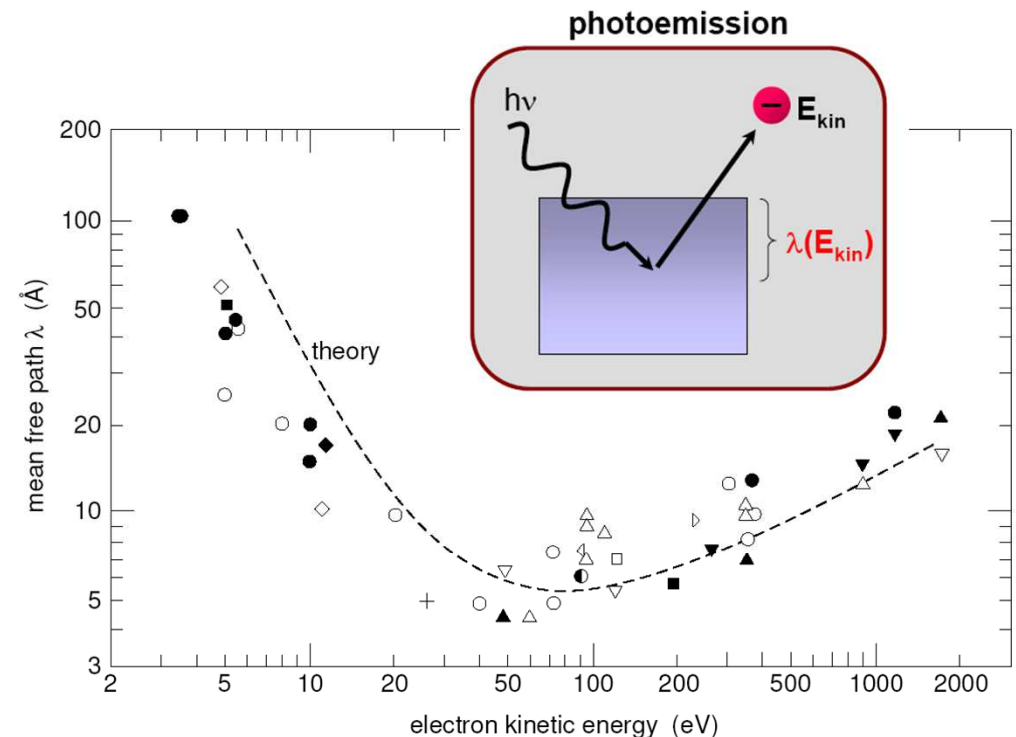 photoemission
hν
− E_kin
λ(E_kin)
200
100
50
20
10
5
3
mean free path λ (Å)
theory
2 5 10 20 50 100 200 500 1000 2000
electron kinetic energy (eV)